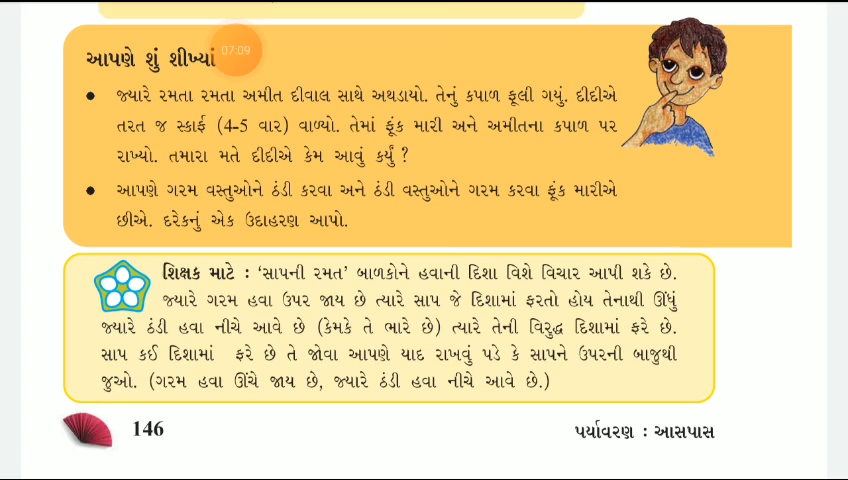 આપણે શું શીખ્યાં
07:09
જ્યારે રમતા રમતા અમીત દીવાલ સાથે અથડાયો. તેનું કપાળ ફૂલી ગયું. દીદીએ
તરત જ સ્કાર્ફ (4-5 વાર) વાળ્યો. તેમાં ફૂંક મારી અને અમીતના કપાળ પર
રાખ્યો. તમારા મતે દીદીએ કેમ આવું કર્યું ?
આપણે ગરમ વસ્તુઓને ઠંડી કરવા અને ઠંડી વસ્તુઓને ગરમ કરવા ફૂંક મારીએ
છીએ. દરેકનું એક ઉદાહરણ આપો.
શિક્ષક માટે : ‘સાપની રમત’ બાળકોને હવાની દિશા વિશે વિચાર આપી શકે છે.
જ્યારે ગરમ હવા ઉપર જાય છે ત્યારે સાપ જે દિશામાં ફરતો હોય તેનાથી ઊંધું
જ્યારે ઠંડી હવા નીચે આવે છે (કેમકે તે ભારે છે) ત્યારે તેની વિરુદ્ધ દિશામાં ફરે છે.
સાપ કઈ દિશામાં ફરે છે તે જોવા આપણે યાદ રાખવું પડે કે સાપને ઉપરની બાજુથી
જુઓ. (ગરમ હવા ઊંચે જાય છે, જ્યારે ઠંડી હવા નીચે આવે છે.)
146
પર્યાવરણ : આસપાસ